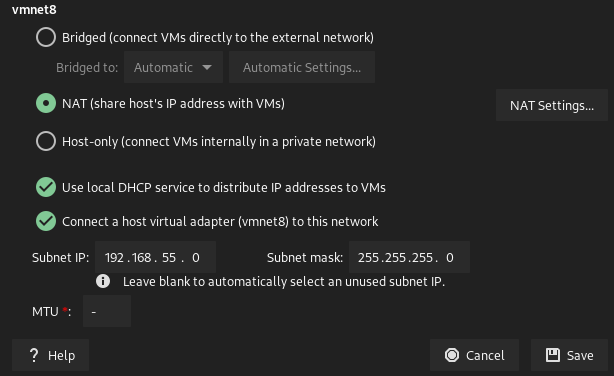 vmnet8
Bridged (connect VMs directly to the external network)
Bridged to: Automatic Automatic Settings...
NAT (share host's IP address with VMs) NAT Settings...
Host-only (connect VMs internally in a private network)
Use local DHCP service to distribute IP addresses to VMs
Connect a host virtual adapter (vmnet8) to this network
Subnet IP: 192.168. 55 . 0 Subnet mask: 255.255.255. 0
Leave blank to automatically select an unused subnet IP.
MTU *: -
? Help Cancel Save